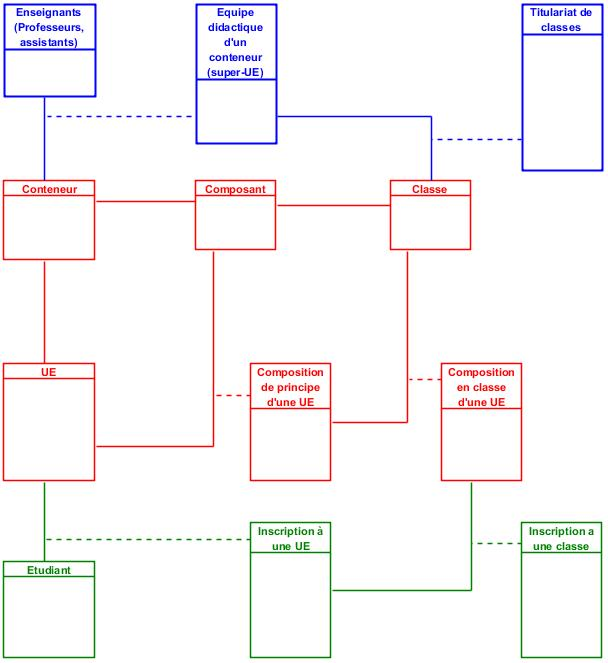 Enseignants
(Professeurs,
assistants)
Equipe
didactique
d'un
conteneur
(super-UE)
Titulariat de
classes
Conteneur
Composant
Classe
UE
Composition
de principe
d'une UE
Composition
en classe
d'une UE
Inscription à
une UE
Inscription a
une classe
Etudiant